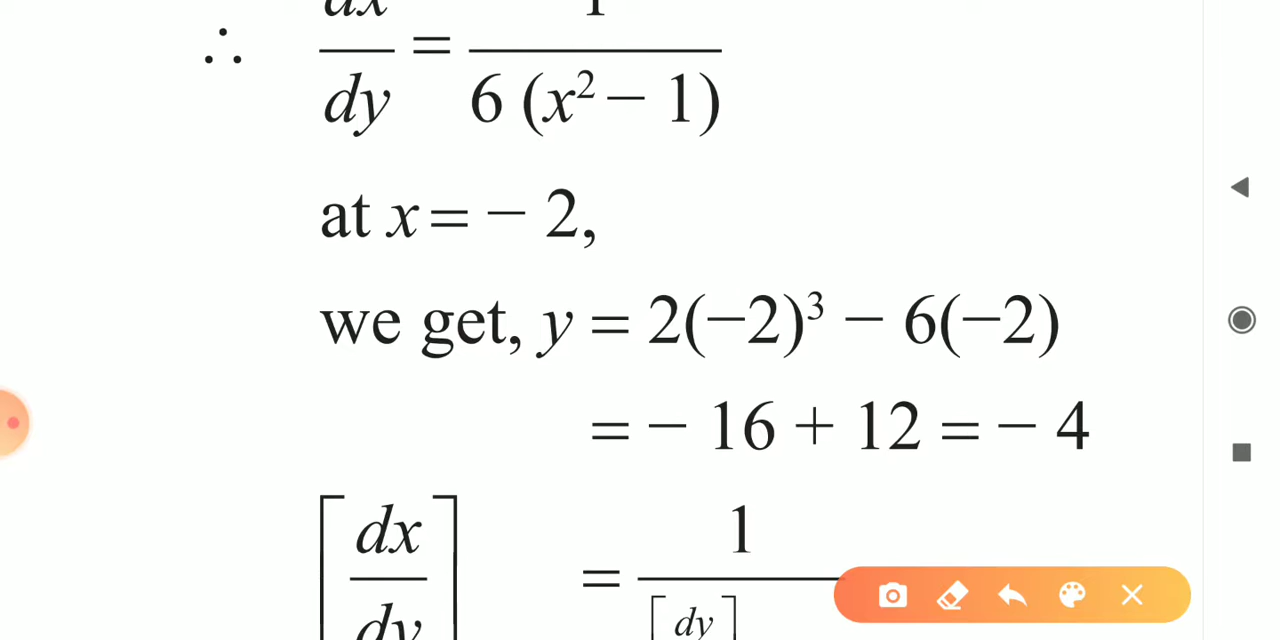 ∴ dx/dy = 1/6 (x² − 1)
at x = − 2,
we get, y = 2(−2)³ − 6(−2)
= − 16 + 12 = − 4
[dx/dy] = 1/[dy